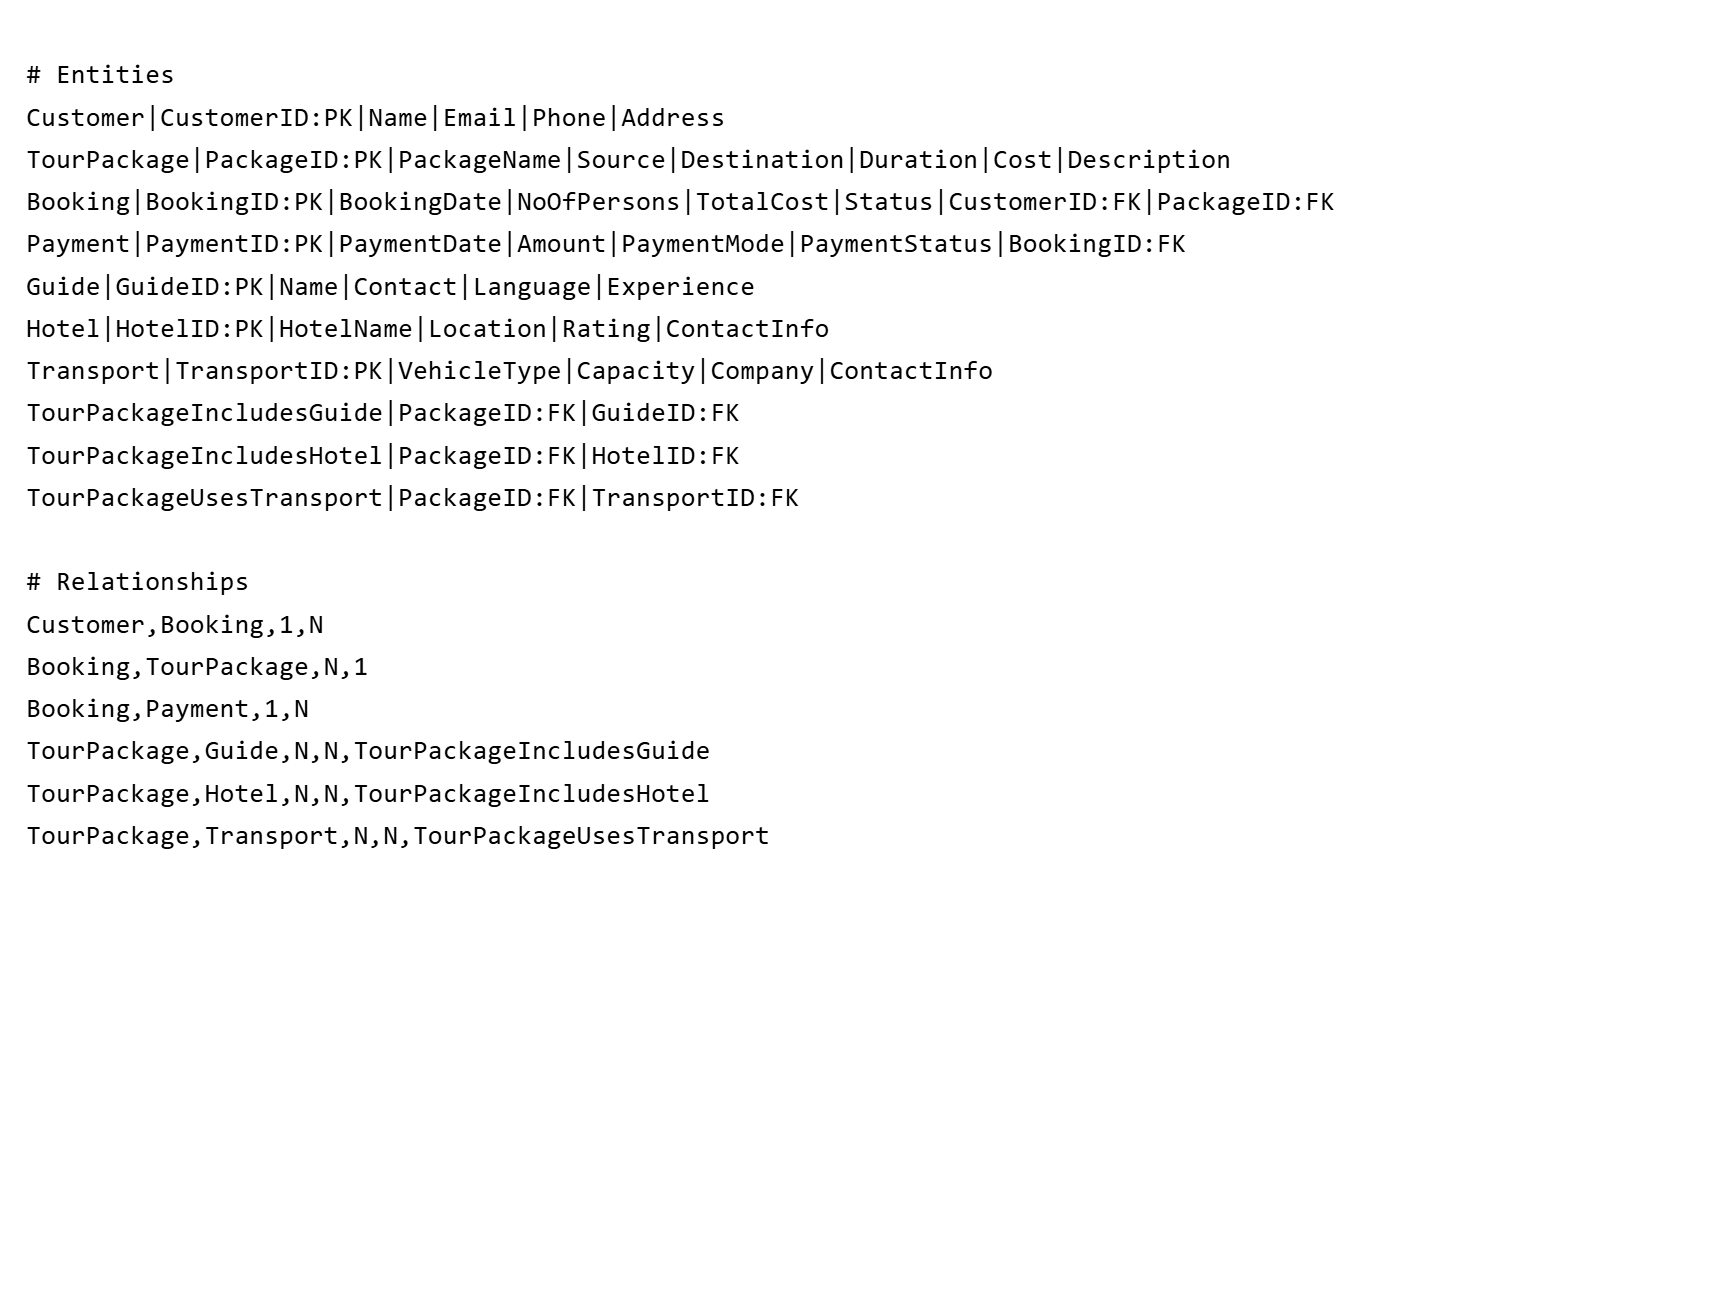 # Entities
Customer|CustomerID:PK|Name|Email|Phone|Address
TourPackage|PackageID:PK|PackageName|Source|Destination|Duration|Cost|Description
Booking|BookingID:PK|BookingDate|NoOfPersons|TotalCost|Status|CustomerID:FK|PackageID:FK
Payment|PaymentID:PK|PaymentDate|Amount|PaymentMode|PaymentStatus|BookingID:FK
Guide|GuideID:PK|Name|Contact|Language|Experience
Hotel|HotelID:PK|HotelName|Location|Rating|ContactInfo
Transport|TransportID:PK|VehicleType|Capacity|Company|ContactInfo
TourPackageIncludesGuide|PackageID:FK|GuideID:FK
TourPackageIncludesHotel|PackageID:FK|HotelID:FK
TourPackageUsesTransport|PackageID:FK|TransportID:FK

# Relationships
Customer,Booking,1,N
Booking,TourPackage,N,1
Booking,Payment,1,N
TourPackage,Guide,N,N,TourPackageIncludesGuide
TourPackage,Hotel,N,N,TourPackageIncludesHotel
TourPackage,Transport,N,N,TourPackageUsesTransport